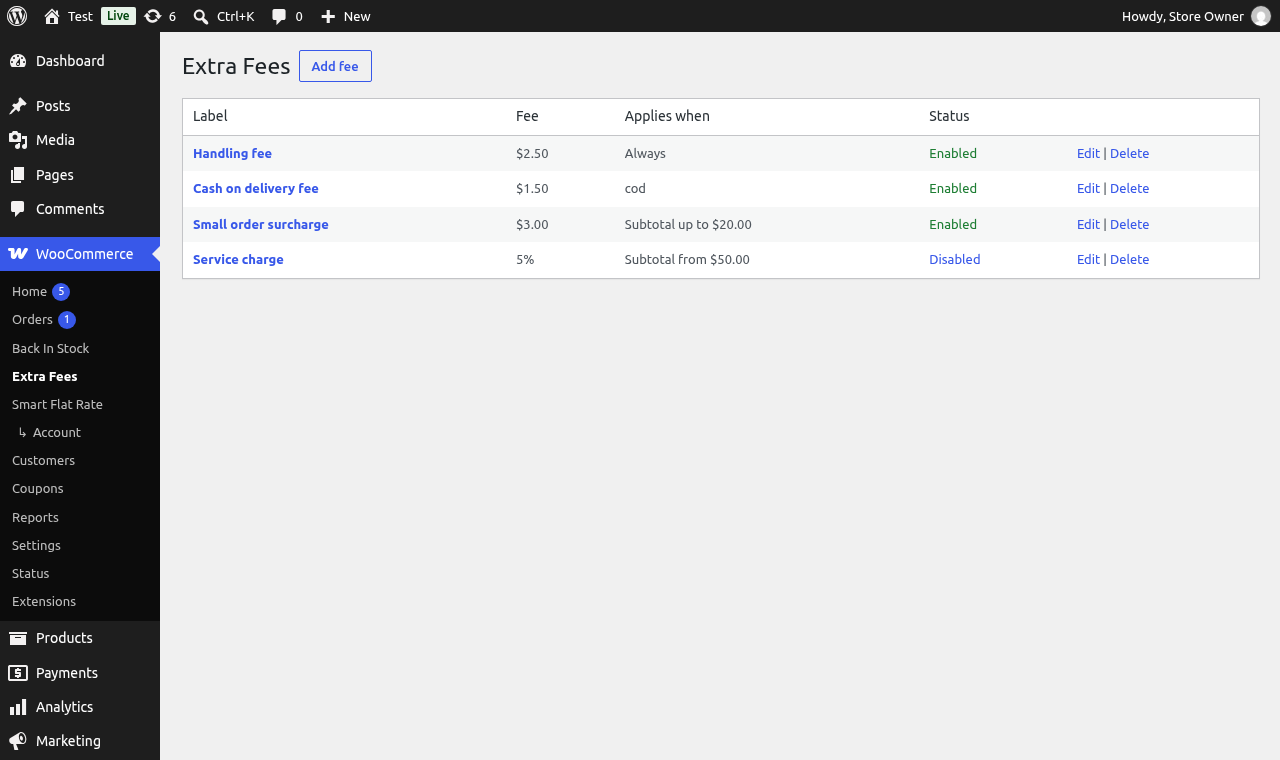 Test Live 6 Ctrl+K 0 New Howdy, Store Owner
Dashboard
Posts
Media
Pages
Comments
WooCommerce
Home 5
Orders 1
Back In Stock
Extra Fees
Smart Flat Rate
↳ Account
Customers
Coupons
Reports
Settings
Status
Extensions
Products
Payments
Analytics
Marketing
Extra Fees Add fee
Label Fee Applies when Status
Handling fee $2.50 Always Enabled Edit | Delete
Cash on delivery fee $1.50 cod Enabled Edit | Delete
Small order surcharge $3.00 Subtotal up to $20.00 Enabled Edit | Delete
Service charge 5% Subtotal from $50.00 Disabled Edit | Delete